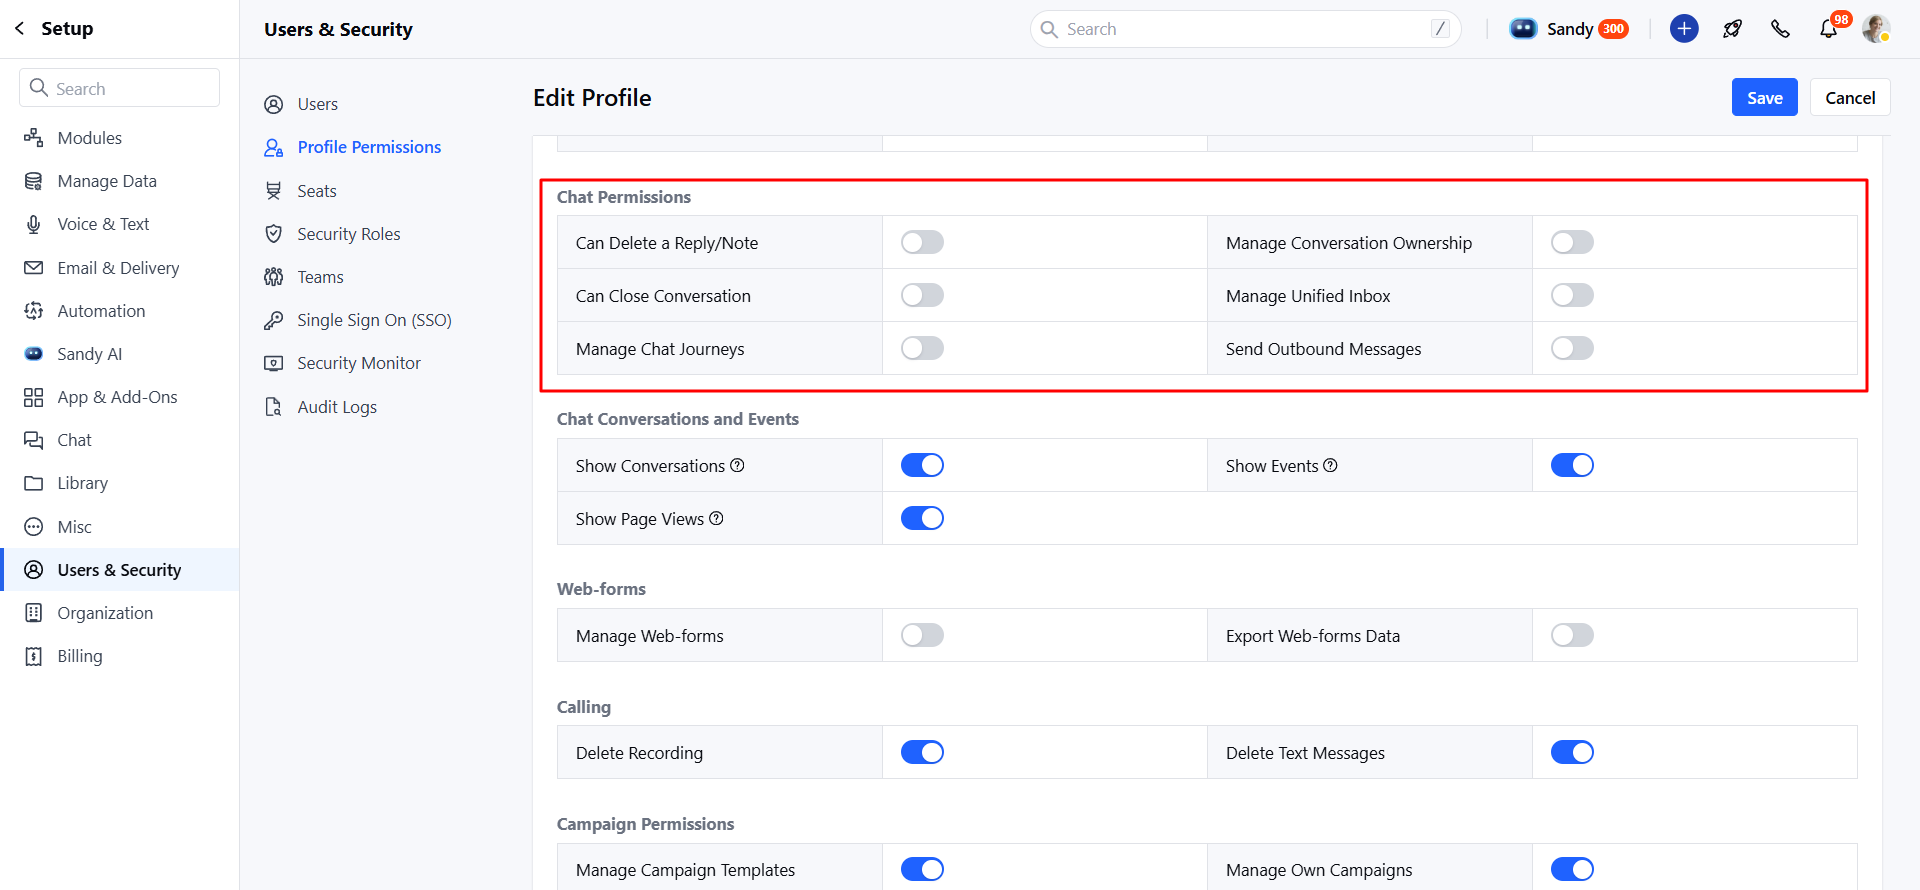 Setup
Users & Security
Search
/
Sandy 300
98
Search
Modules
Manage Data
Voice & Text
Email & Delivery
Automation
Sandy AI
App & Add-Ons
Chat
Library
Misc
Users & Security
Organization
Billing
Users
Profile Permissions
Seats
Security Roles
Teams
Single Sign On (SSO)
Security Monitor
Audit Logs
Edit Profile
Save
Cancel
Chat Permissions
Can Delete a Reply/Note
Manage Conversation Ownership
Can Close Conversation
Manage Unified Inbox
Manage Chat Journeys
Send Outbound Messages
Chat Conversations and Events
Show Conversations
Show Events
Show Page Views
Web-forms
Manage Web-forms
Export Web-forms Data
Calling
Delete Recording
Delete Text Messages
Campaign Permissions
Manage Campaign Templates
Manage Own Campaigns